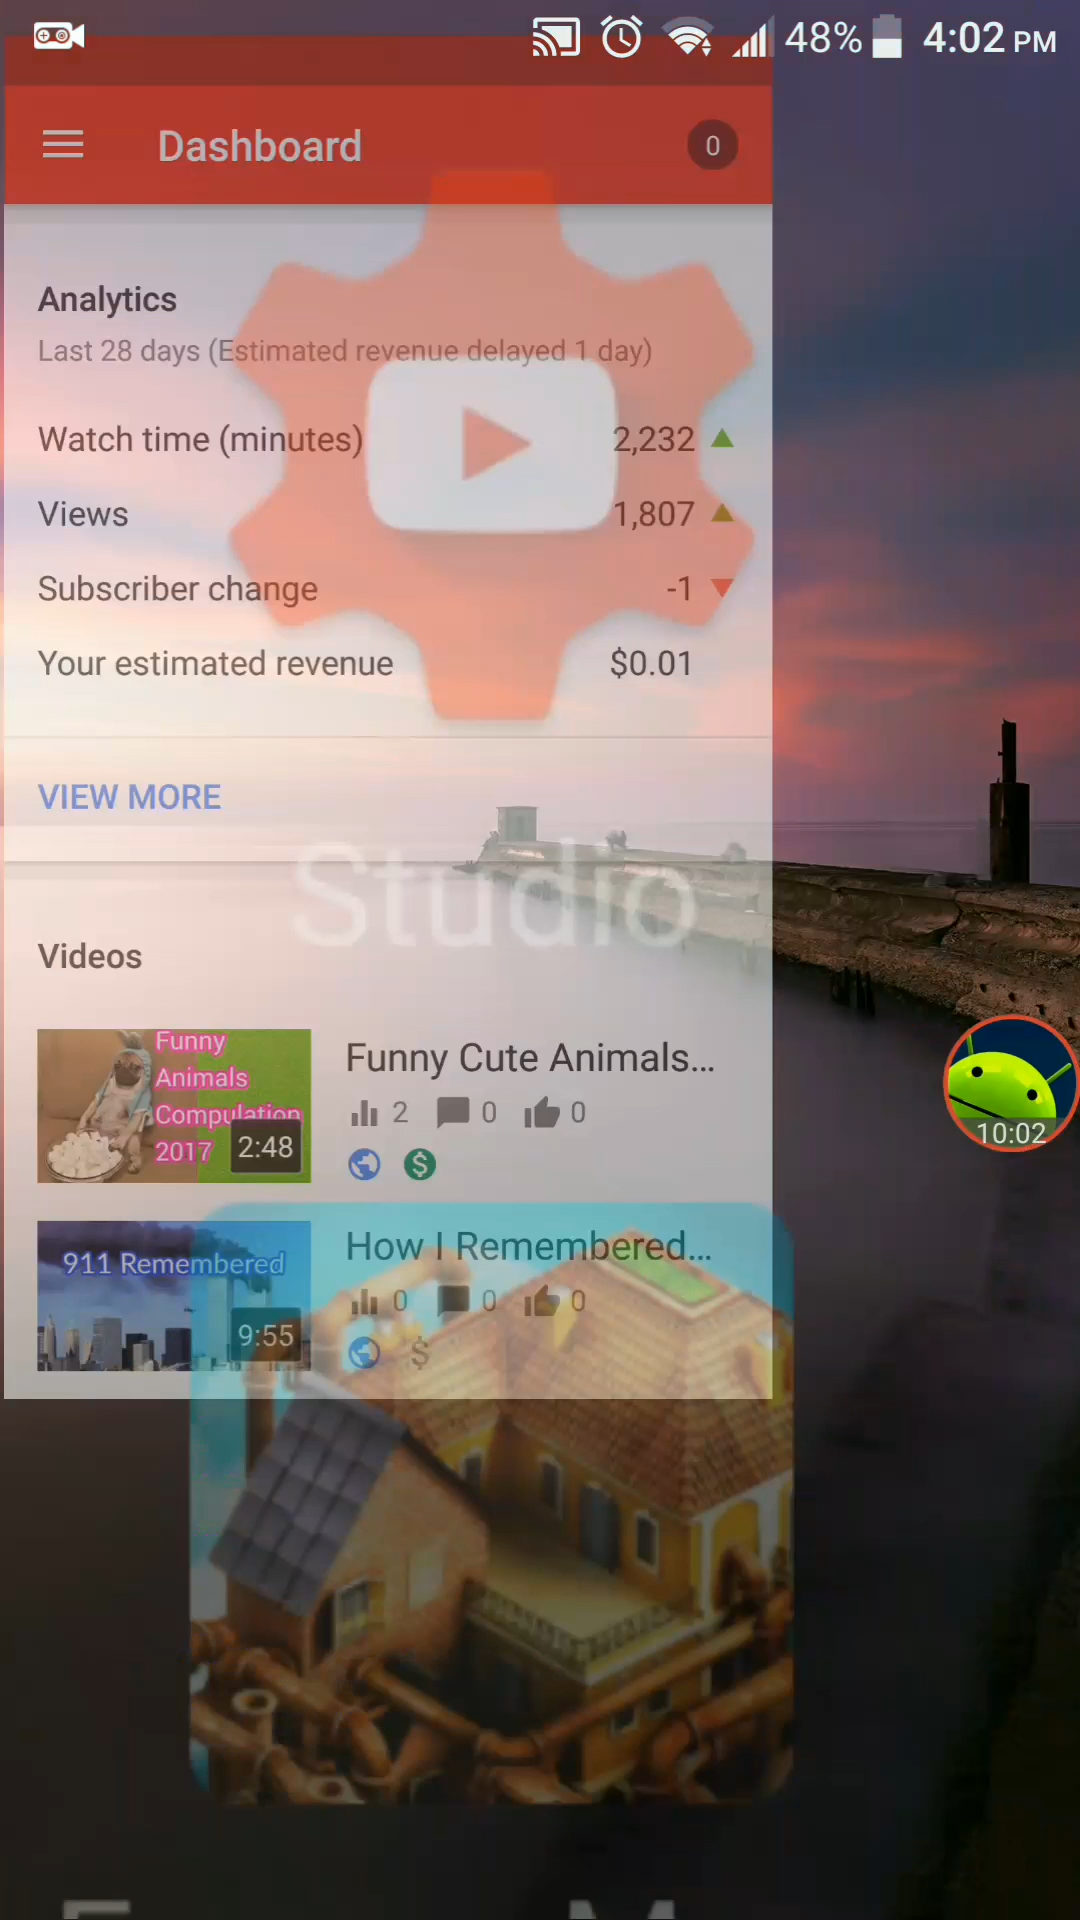 48% 4:02 PM
Dashboard 0
Analytics
Last 28 days (Estimated revenue delayed 1 day)
Watch time (minutes) 2,232
Views 1,807
Subscriber change -1
Your estimated revenue $0.01
VIEW MORE
Studio
Videos
Funny
Animals
Compulation
2017 2:48
Funny Cute Animals...
2 0 0
$
10:02
911 Remembered
9:55
How I Remembered...
0 0 0
$